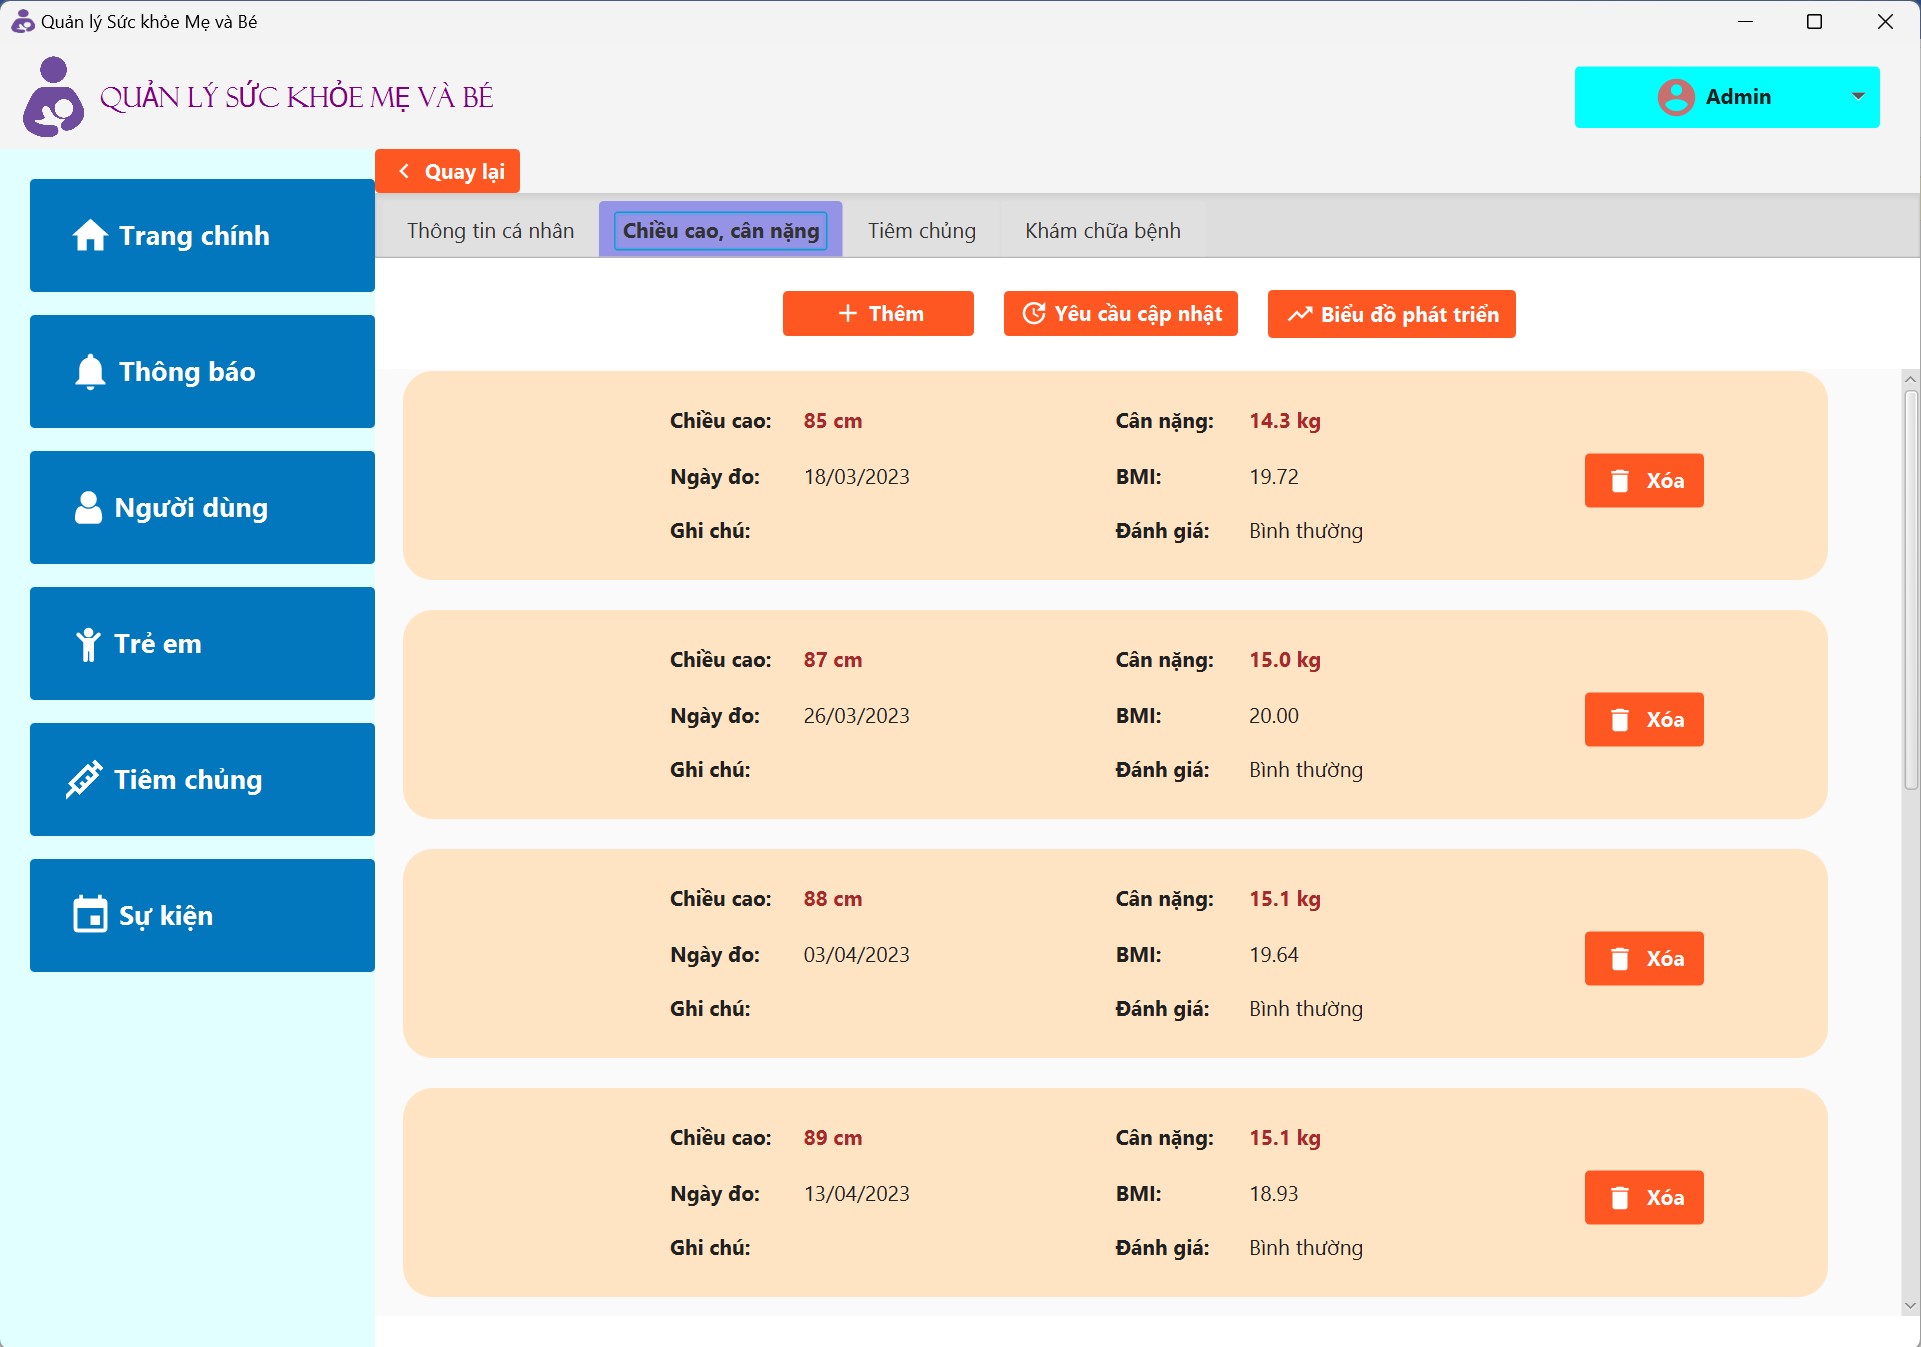 Quản lý Sức khỏe Mẹ và Bé
QUẢN LÝ SỨC KHỎE MẸ VÀ BÉ
Admin
Quay lại
Trang chính
Thông báo
Người dùng
Trẻ em
Tiêm chủng
Sự kiện
Thông tin cá nhân
Chiều cao, cân nặng
Tiêm chủng
Khám chữa bệnh
Thêm
Yêu cầu cập nhật
Biểu đồ phát triển
Chiều cao: 85 cm Cân nặng: 14.3 kg
Ngày đo: 18/03/2023 BMI: 19.72
Xóa
Ghi chú: Đánh giá: Bình thường
Chiều cao: 87 cm Cân nặng: 15.0 kg
Ngày đo: 26/03/2023 BMI: 20.00
Xóa
Ghi chú: Đánh giá: Bình thường
Chiều cao: 88 cm Cân nặng: 15.1 kg
Ngày đo: 03/04/2023 BMI: 19.64
Xóa
Ghi chú: Đánh giá: Bình thường
Chiều cao: 89 cm Cân nặng: 15.1 kg
Ngày đo: 13/04/2023 BMI: 18.93
Xóa
Ghi chú: Đánh giá: Bình thường